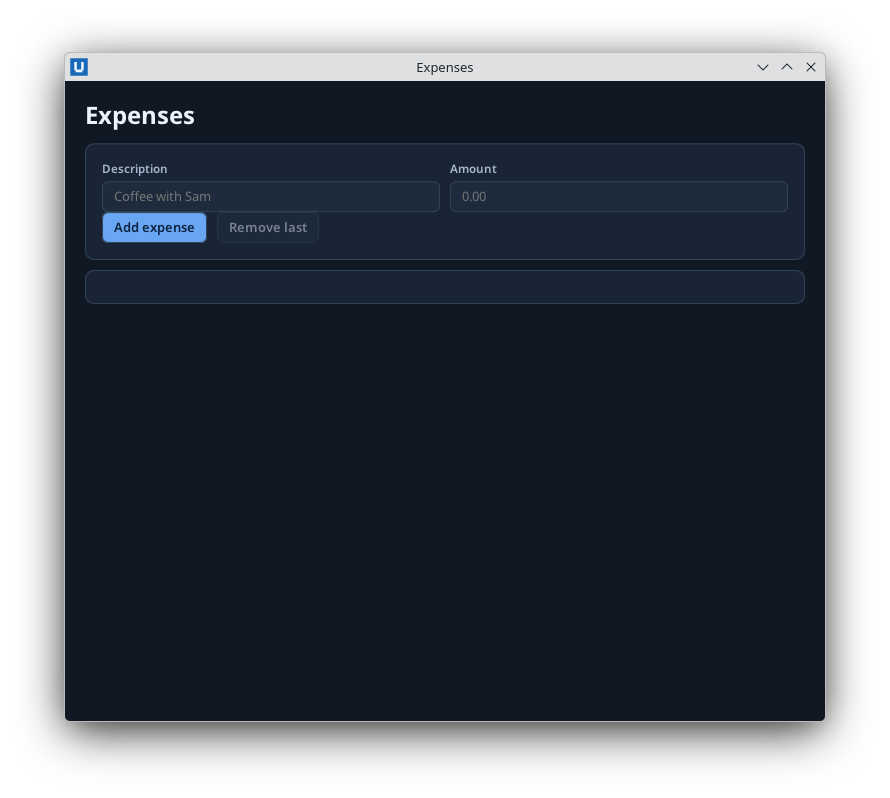 Expenses
Expenses
Description
Amount
Coffee with Sam
0.00
Add expense
Remove last